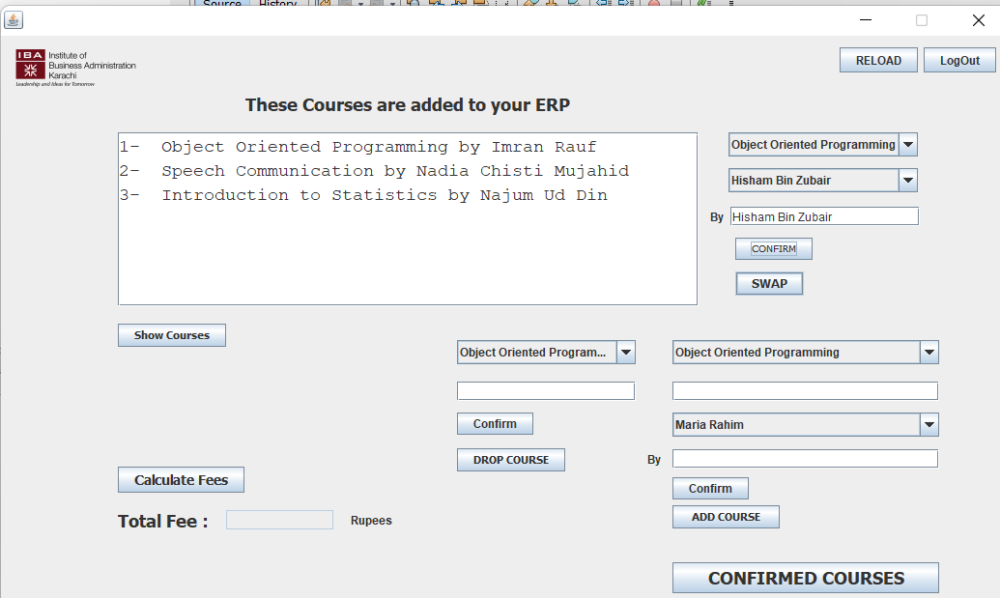 Source History
IBA Institute of
Business Administration
Karachi
Leadership and Ideas for Tomorrow
RELOAD LogOut
These Courses are added to your ERP
1- Object Oriented Programming by Imran Rauf
2- Speech Communication by Nadia Chisti Mujahid
3- Introduction to Statistics by Najum Ud Din
Object Oriented Programming
Hisham Bin Zubair
By Hisham Bin Zubair
CONFIRM
SWAP
Show Courses
Object Oriented Program...
Confirm
DROP COURSE
Object Oriented Programming
Maria Rahim
By
Confirm
ADD COURSE
Calculate Fees
Total Fee : Rupees
CONFIRMED COURSES